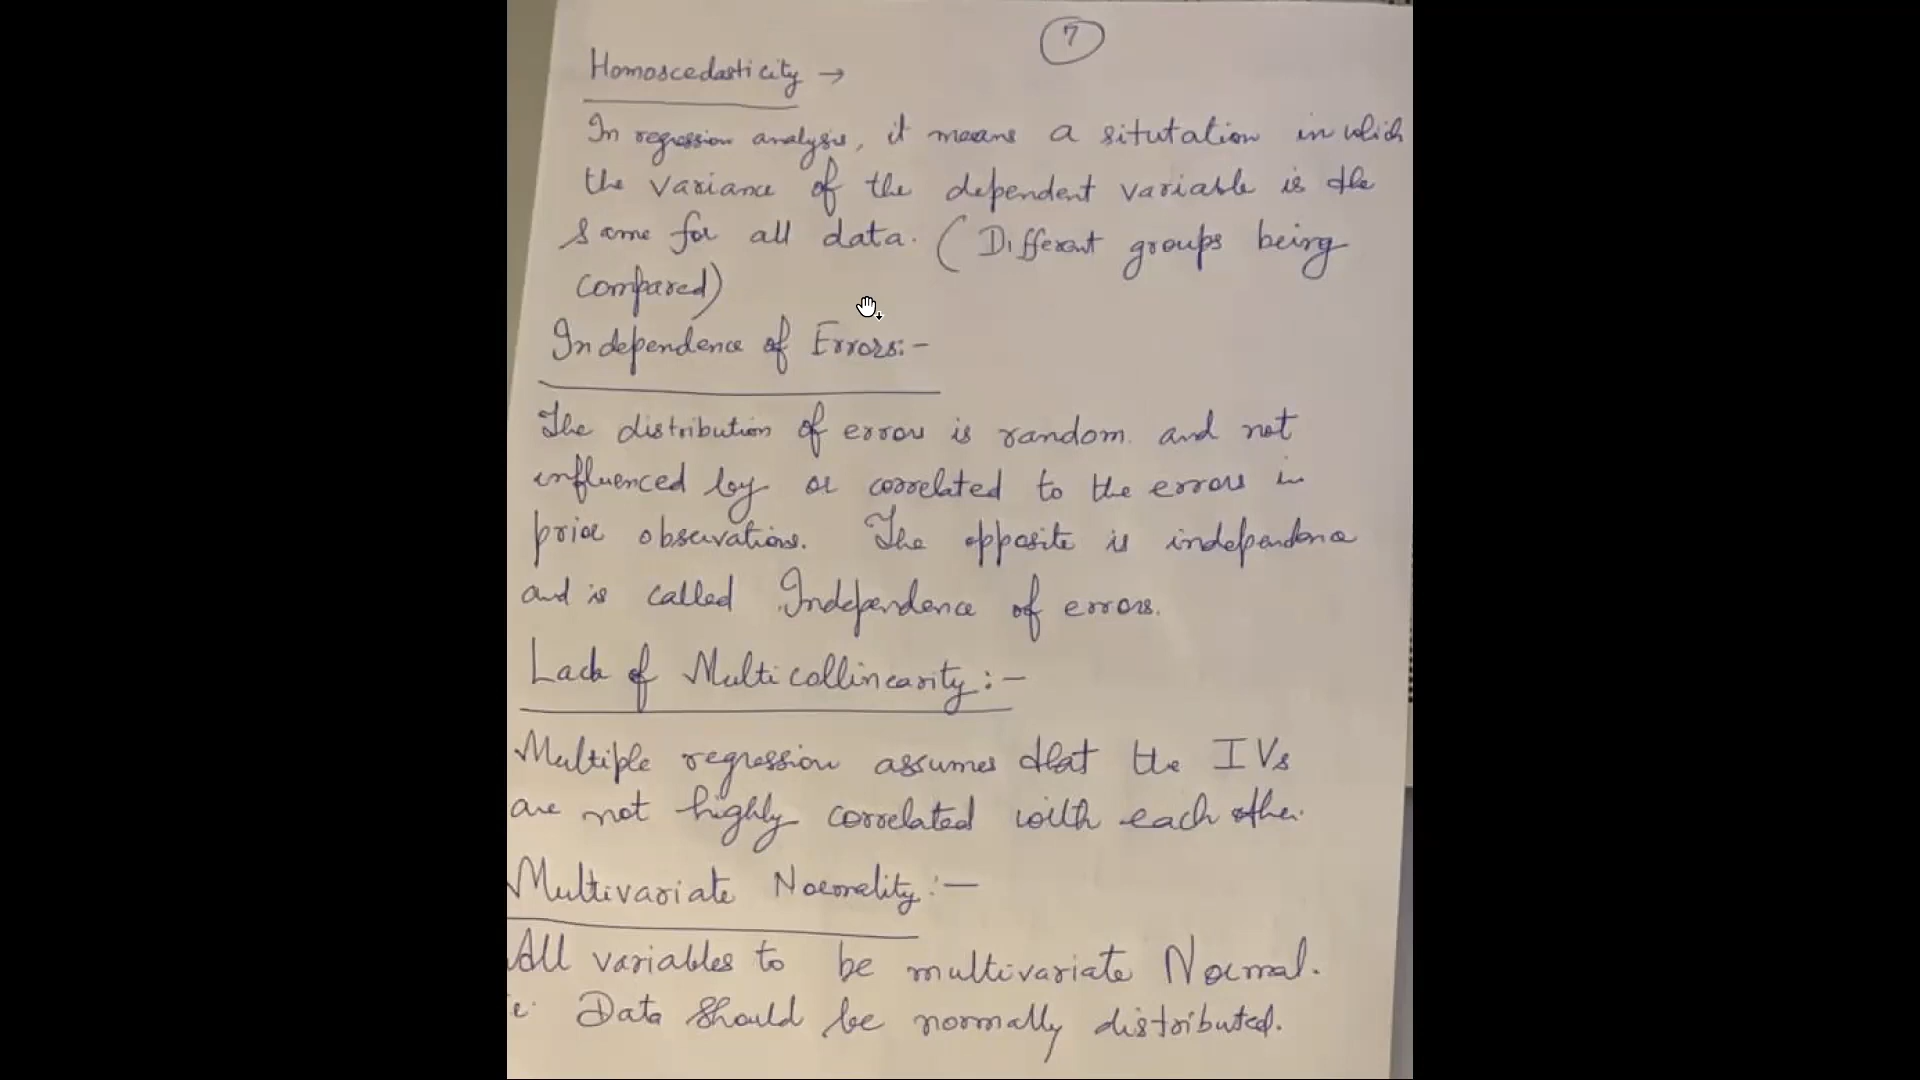 7
Homoscedasticity →
In regression analysis, it means a situtation in which
the variance of the dependent variable is the
same for all data. (Different groups being
compared)
Independence of Errors:-
The distribution of errors is random and not
influenced by or correlated to the errors in
prior observations. The opposite is independence
and is called Independence of errors.
Lack of Multicollinearity:-
Multiple regression assumes that the IVs
are not highly correlated with each other.
Multivariate Normality:-
All variables to be multivariate Normal.
e. Data should be normally distributed.